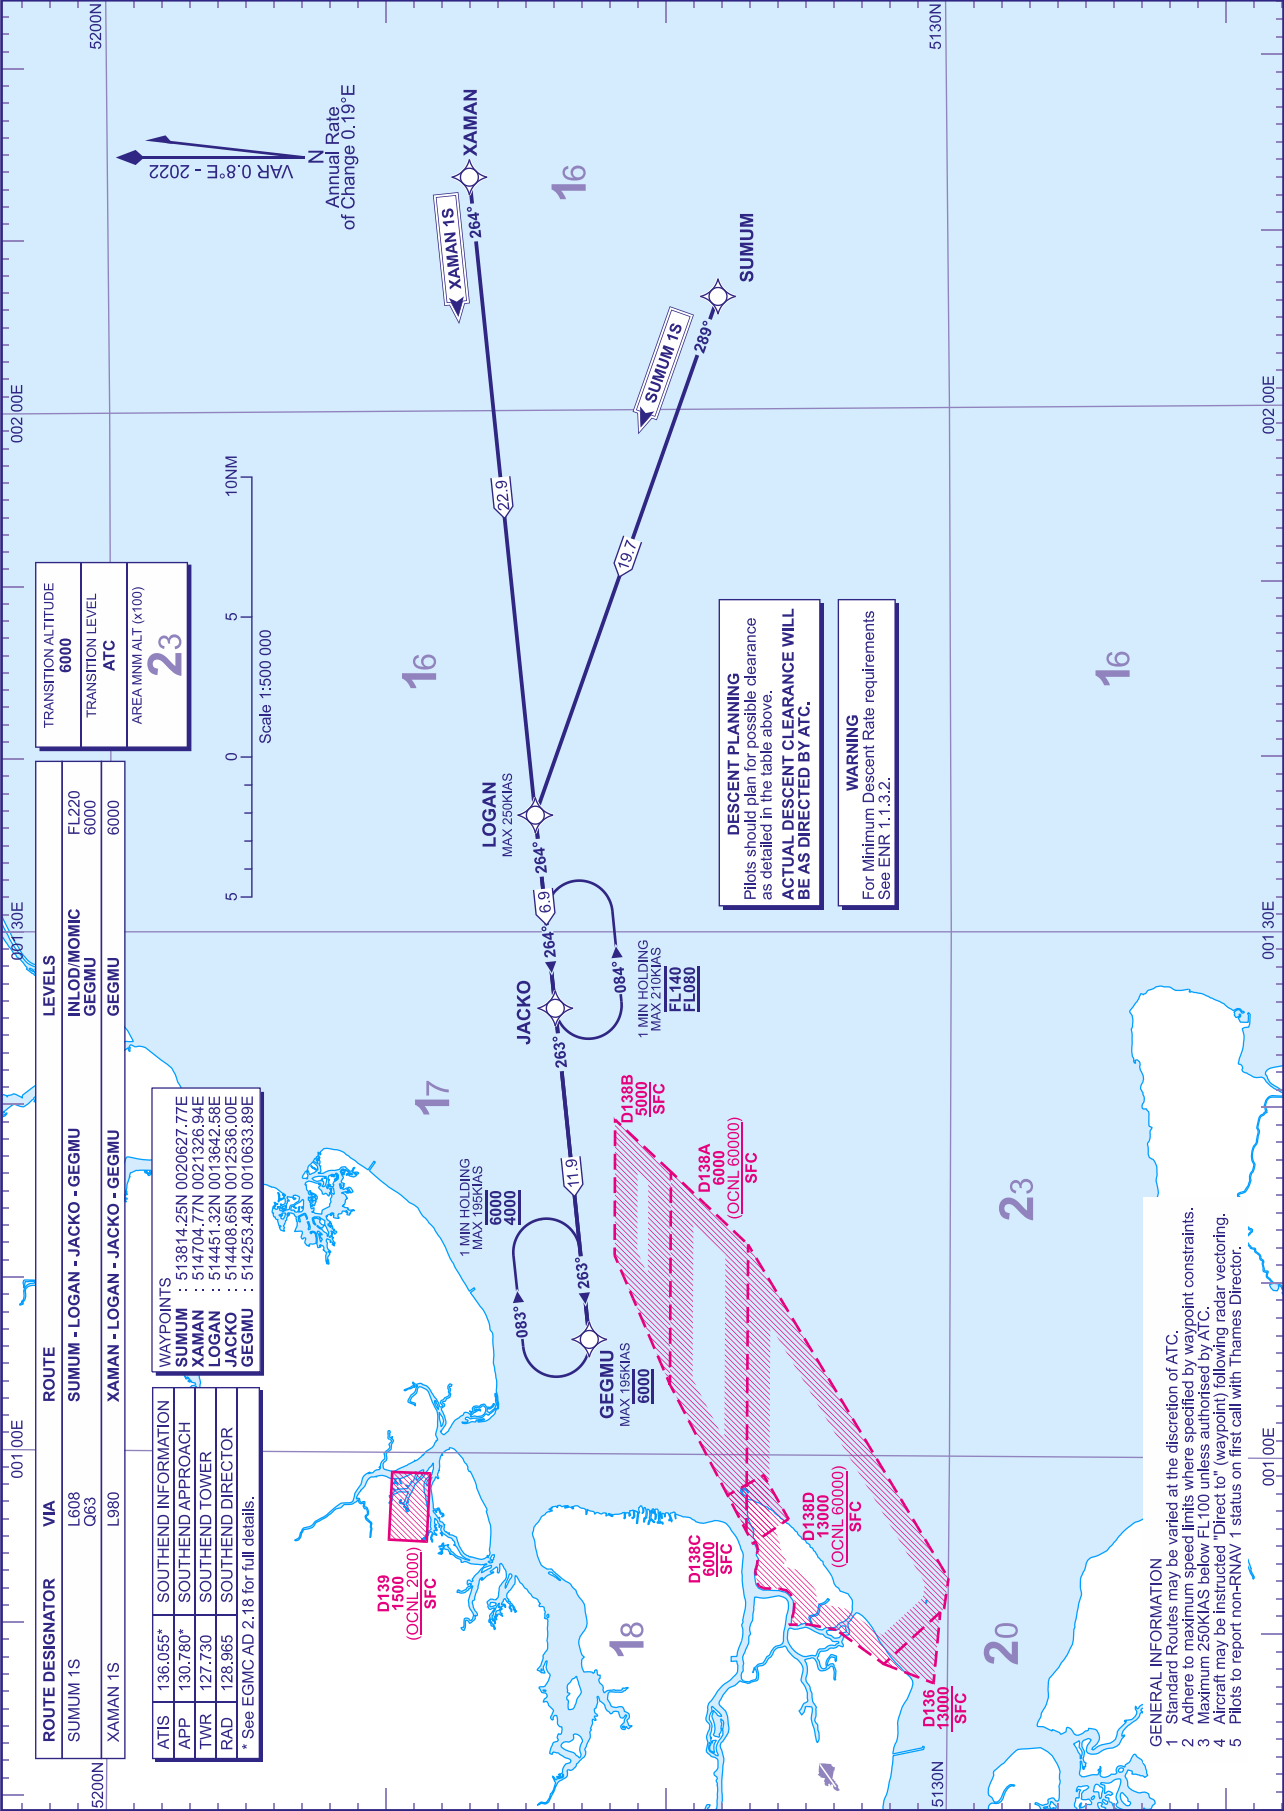 ROUTE DESIGNATOR VIA ROUTE LEVELS
SUMUM 1S L608 SUMUM - LOGAN - JACKO - GEGMU INLOD/MOMIC FL220
Q63 GEGMU 6000
XAMAN 1S L980 XAMAN - LOGAN - JACKO - GEGMU GEGMU 6000
TRANSITION ALTITUDE
6000
TRANSITION LEVEL
ATC
AREA MNM ALT (x100)
23
ATIS 136.055* SOUTHEND INFORMATION
APP 130.780* SOUTHEND APPROACH
TWR 127.730 SOUTHEND TOWER
RAD 128.965 SOUTHEND DIRECTOR
* See EGMC AD 2.18 for full details.
WAYPOINTS
SUMUM : 513814.25N 0020627.77E
XAMAN : 514704.77N 0021326.94E
LOGAN : 514451.32N 0013642.58E
JACKO : 514408.65N 0012536.00E
GEGMU : 514253.48N 0010633.89E
5 0 5 10NM
Scale 1:500 000
VAR 0.8°E - 2022
N
Annual Rate
of Change 0.19°E
001 00E
001 30E
002 00E
5200N
5200N
5130N
5130N
001 00E
001 30E
002 00E
XAMAN
264°
XAMAN 1S
22.9
SUMUM
289°
SUMUM 1S
19.7
LOGAN
MAX 250KIAS
264°
6.9
264°
JACKO
084°
1 MIN HOLDING
MAX 210KIAS
FL140
FL080
263°
11.9
1 MIN HOLDING
MAX 195KIAS
6000
4000
083°
263°
GEGMU
MAX 195KIAS
6000
16
16
16
17
18
20
23
D139
1500
(OCNL 2000)
SFC
D138B
5000
SFC
D138A
6000
(OCNL 60000)
SFC
D138C
6000
SFC
D138D
13000
(OCNL 60000)
SFC
D136
13000
SFC
DESCENT PLANNING
Pilots should plan for possible clearance
as detailed in the table above.
ACTUAL DESCENT CLEARANCE WILL
BE AS DIRECTED BY ATC.
WARNING
For Minimum Descent Rate requirements
See ENR 1.1.3.2.
GENERAL INFORMATION
1 Standard Routes may be varied at the discretion of ATC.
2 Adhere to maximum speed limits where specified by waypoint constraints.
3 Maximum 250KIAS below FL100 unless authorised by ATC.
4 Aircraft may be instructed "Direct to" (waypoint) following radar vectoring.
5 Pilots to report non-RNAV 1 status on first call with Thames Director.